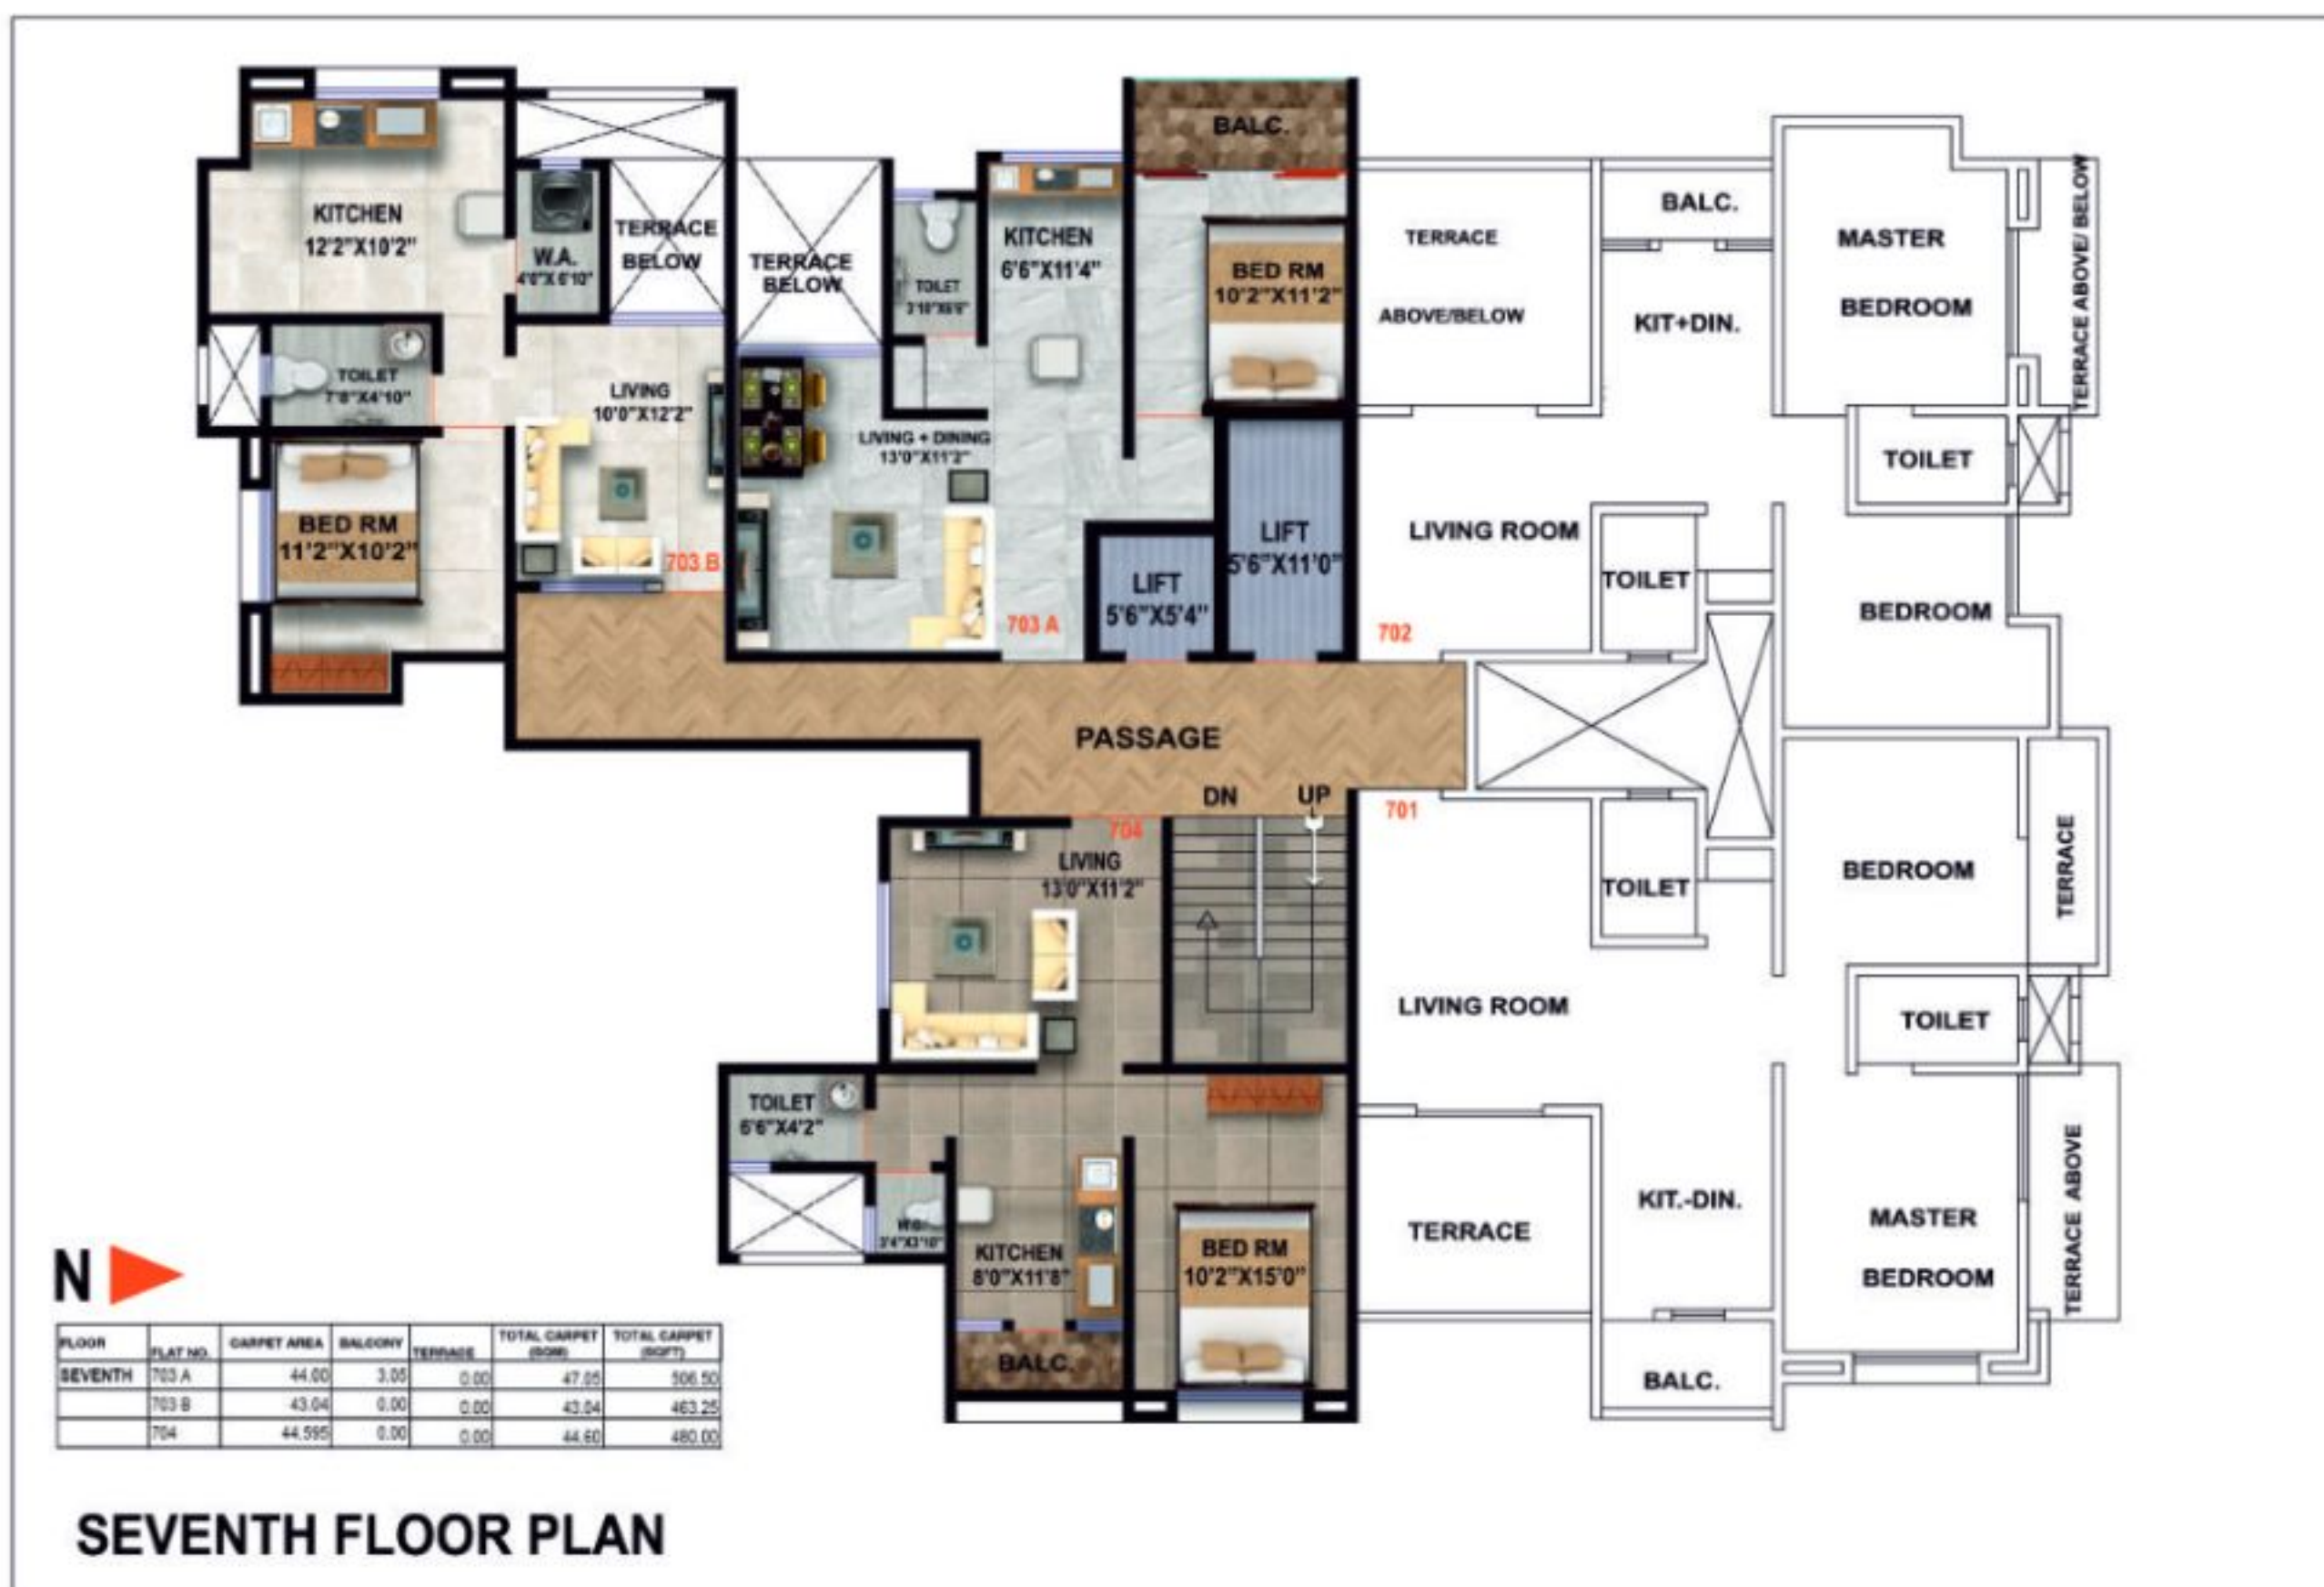 BALC.
KITCHEN
12'2"X10'2"
W.A.
TERRACE
BELOW
TERRACE
BELOW
TOILET
KITCHEN
6'6"X11'4"
BED RM
10'2"X11'2"
TERRACE
ABOVE/BELOW
BALC.
KIT+DIN.
MASTER
BEDROOM
TERRACE ABOVE/ BELOW
TOILET
7'8"X4'10"
LIVING
10'0"X12'2"
LIVING + DINING
13'0"X11'2"
TOILET
BED RM
11'2"X10'2"
703 B
703 A
LIFT
5'6"X5'4"
LIFT
5'6"X11'0"
LIVING ROOM
TOILET
BEDROOM
702
PASSAGE
DN
UP
701
704
LIVING
13'0"X11'2"
TOILET
BEDROOM
TERRACE
LIVING ROOM
TOILET
TOILET
6'6"X4'2"
KITCHEN
8'0"X11'8"
BED RM
10'2"X15'0"
BALC.
TERRACE
KIT.-DIN.
MASTER
BEDROOM
TERRACE ABOVE
BALC.
N
FLOOR FLAT NO. CARPET AREA BALCONY TERRACE TOTAL CARPET (SQM) TOTAL CARPET (SQFT)
SEVENTH 703 A 44.00 3.05 0.00 47.05 506.50
703 B 43.04 0.00 0.00 43.04 463.25
704 44.595 0.00 0.00 44.60 480.00
SEVENTH FLOOR PLAN